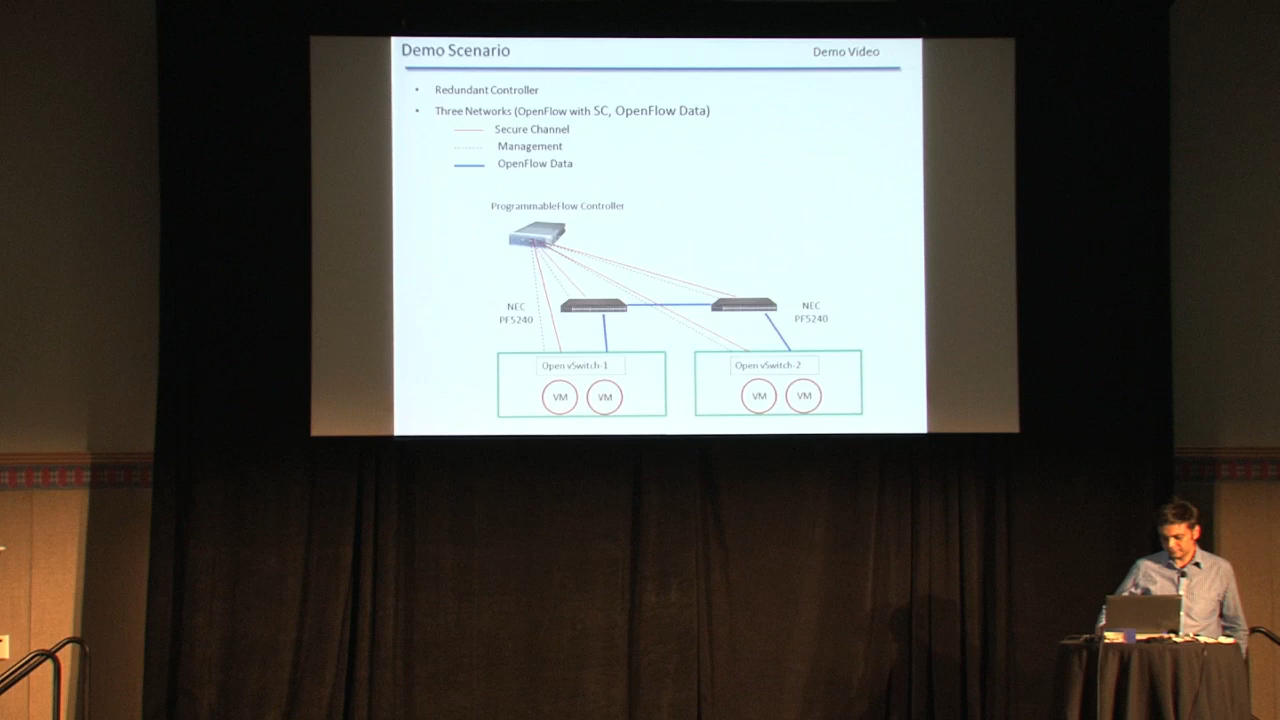 Demo Scenario
Demo Video
• Redundant Controller
• Three Networks (OpenFlow with SC, OpenFlow Data)
Secure Channel
Management
OpenFlow Data
ProgrammableFlow Controller
NEC
PF5240
NEC
PF5240
Open vSwitch-1
Open vSwitch-2
VM
VM
VM
VM